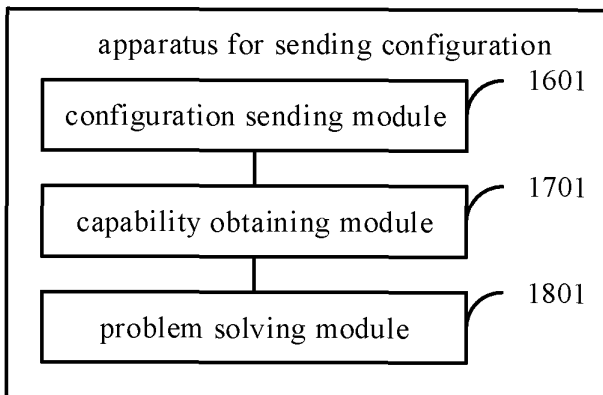 apparatus for sending configuration
1601
configuration sending module
1701
capability obtaining module
1801
problem solving module